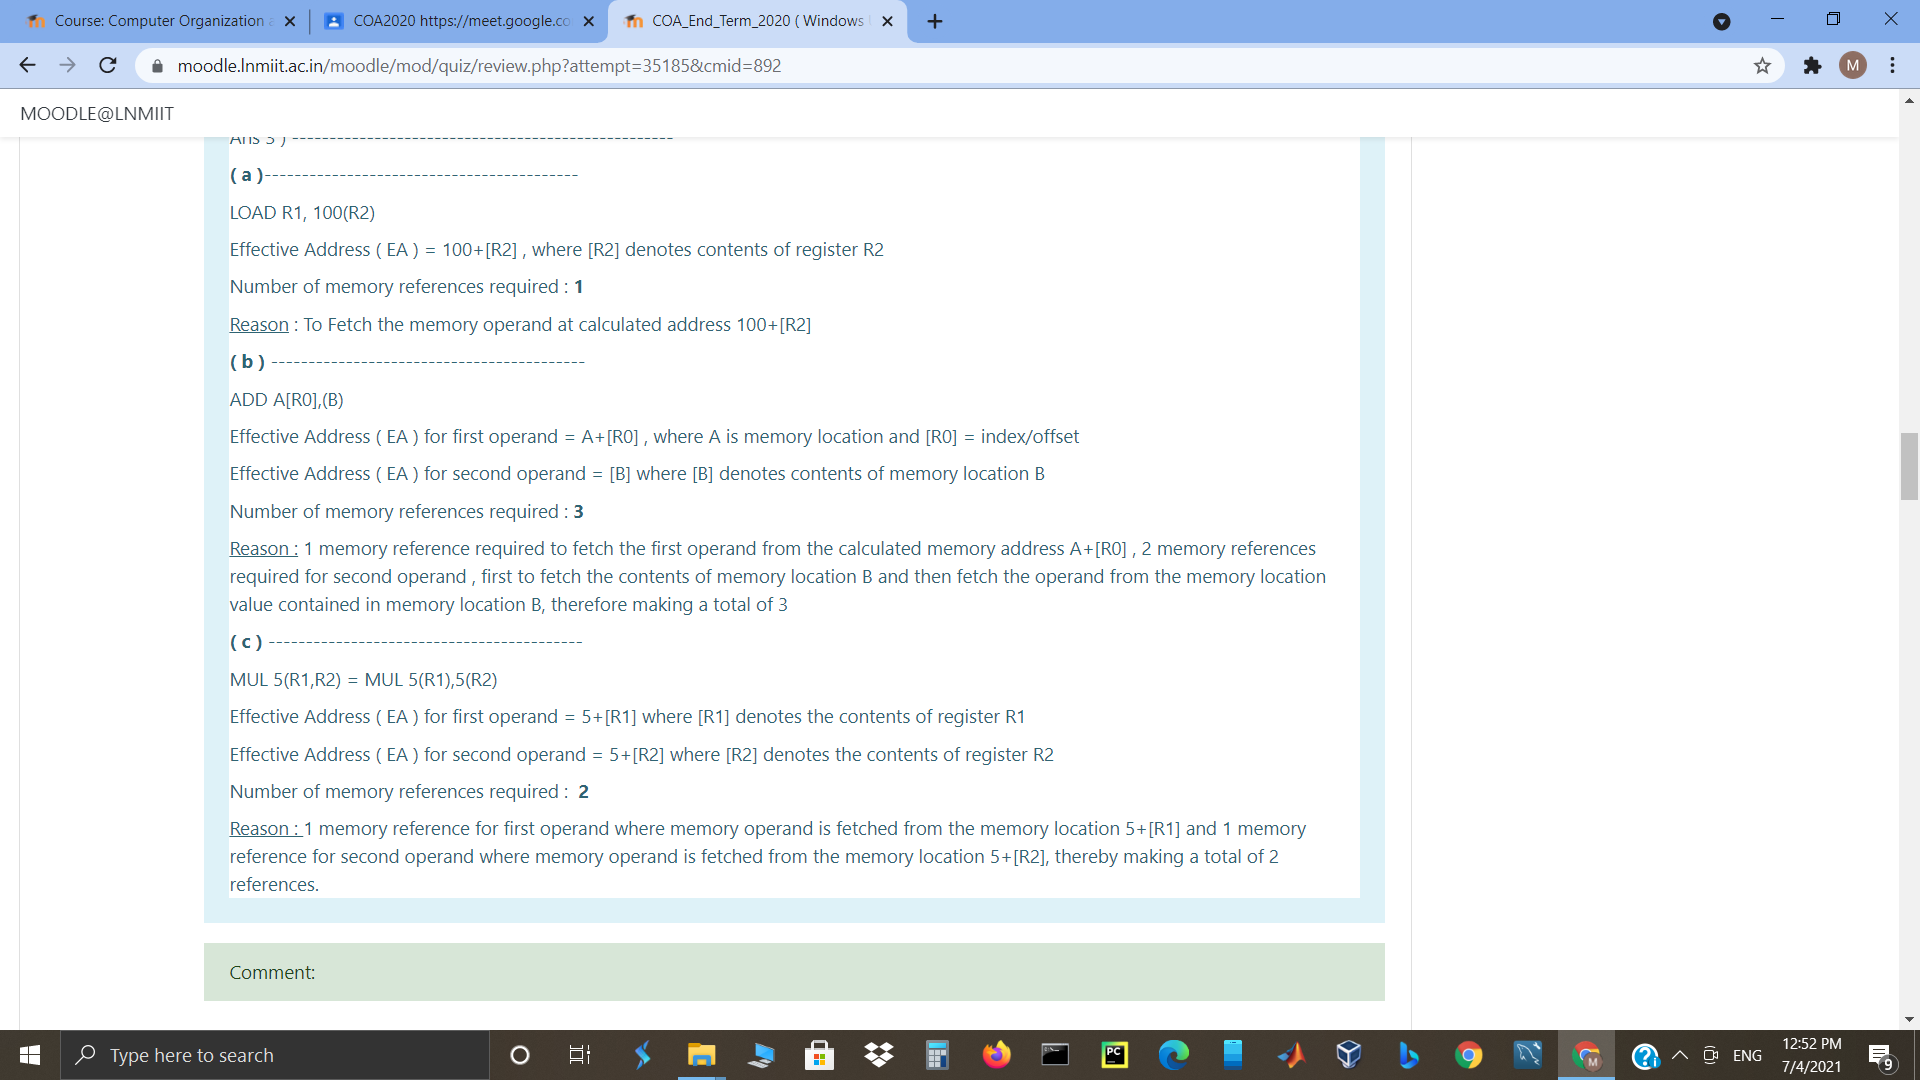 Course: Computer Organization a
COA2020 https://meet.google.co
COA_End_Term_2020 ( Windows
moodle.lnmiit.ac.in/moodle/mod/quiz/review.php?attempt=35185&cmid=892
M
MOODLE@LNMIIT
Ans 3 ) ---------------------------------------------------
( a )------------------------------------------
LOAD R1, 100(R2)
Effective Address ( EA ) = 100+[R2] , where [R2] denotes contents of register R2
Number of memory references required : 1
Reason : To Fetch the memory operand at calculated address 100+[R2]
( b ) ------------------------------------------
ADD A[R0],(B)
Effective Address ( EA ) for first operand = A+[R0] , where A is memory location and [R0] = index/offset
Effective Address ( EA ) for second operand = [B] where [B] denotes contents of memory location B
Number of memory references required : 3
Reason : 1 memory reference required to fetch the first operand from the calculated memory address A+[R0] , 2 memory references
required for second operand , first to fetch the contents of memory location B and then fetch the operand from the memory location
value contained in memory location B, therefore making a total of 3
( c ) ------------------------------------------
MUL 5(R1,R2) = MUL 5(R1),5(R2)
Effective Address ( EA ) for first operand = 5+[R1] where [R1] denotes the contents of register R1
Effective Address ( EA ) for second operand = 5+[R2] where [R2] denotes the contents of register R2
Number of memory references required :  2
Reason : 1 memory reference for first operand where memory operand is fetched from the memory location 5+[R1] and 1 memory
reference for second operand where memory operand is fetched from the memory location 5+[R2], thereby making a total of 2
references.
Comment:
Type here to search
PC
M
ENG
12:52 PM
7/4/2021
9